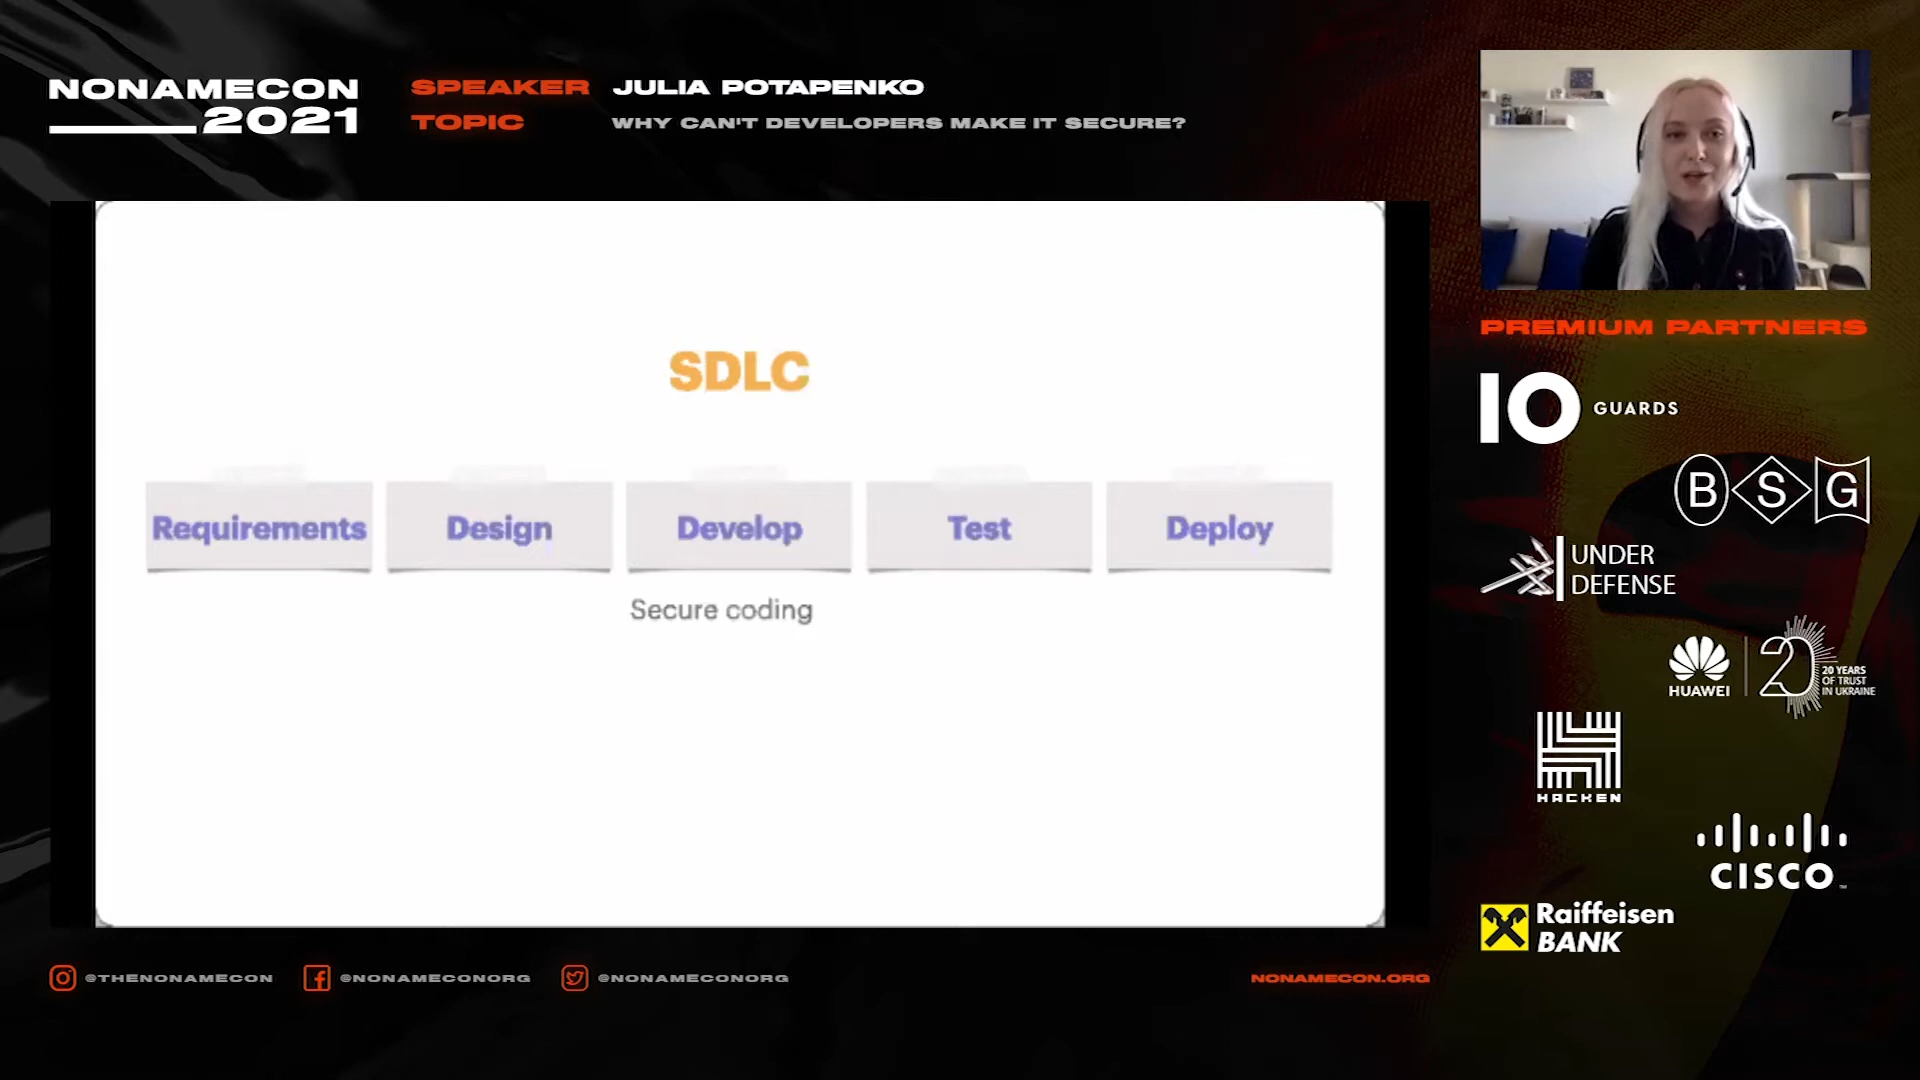 NONAMECON
2021
SPEAKER JULIA POTAPENKO
TOPIC WHY CAN'T DEVELOPERS MAKE IT SECURE?
SDLC
Requirements Design Develop Test Deploy
Secure coding
PREMIUM PARTNERS
IO GUARDS
BSG
UNDER
DEFENSE
HUAWEI
20
20 YEARS
OF TRUST
IN UKRAINE
HACKEN
CISCO
Raiffeisen
BANK
@THENONAMECON @NONAMECONORG @NONAMECONORG NONAMECON.ORG